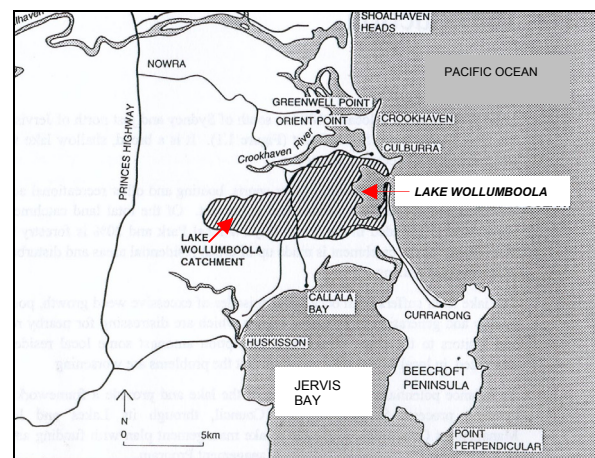 Shoalhaven
SHOALHAVEN
HEADS
NOWRA
PACIFIC OCEAN
GREENWELL POINT
ORIENT POINT
CROOKHAVEN
Crookhaven River
CULBURRA
PRINCES HIGHWAY
LAKE WOLLUMBOOLA
LAKE
WOLLUMBOOLA
CATCHMENT
CALLALA
BAY
CURRARONG
HUSKISSON
BEECROFT
PENINSULA
JERVIS
BAY
N
0 5km
POINT
PERPENDICULAR